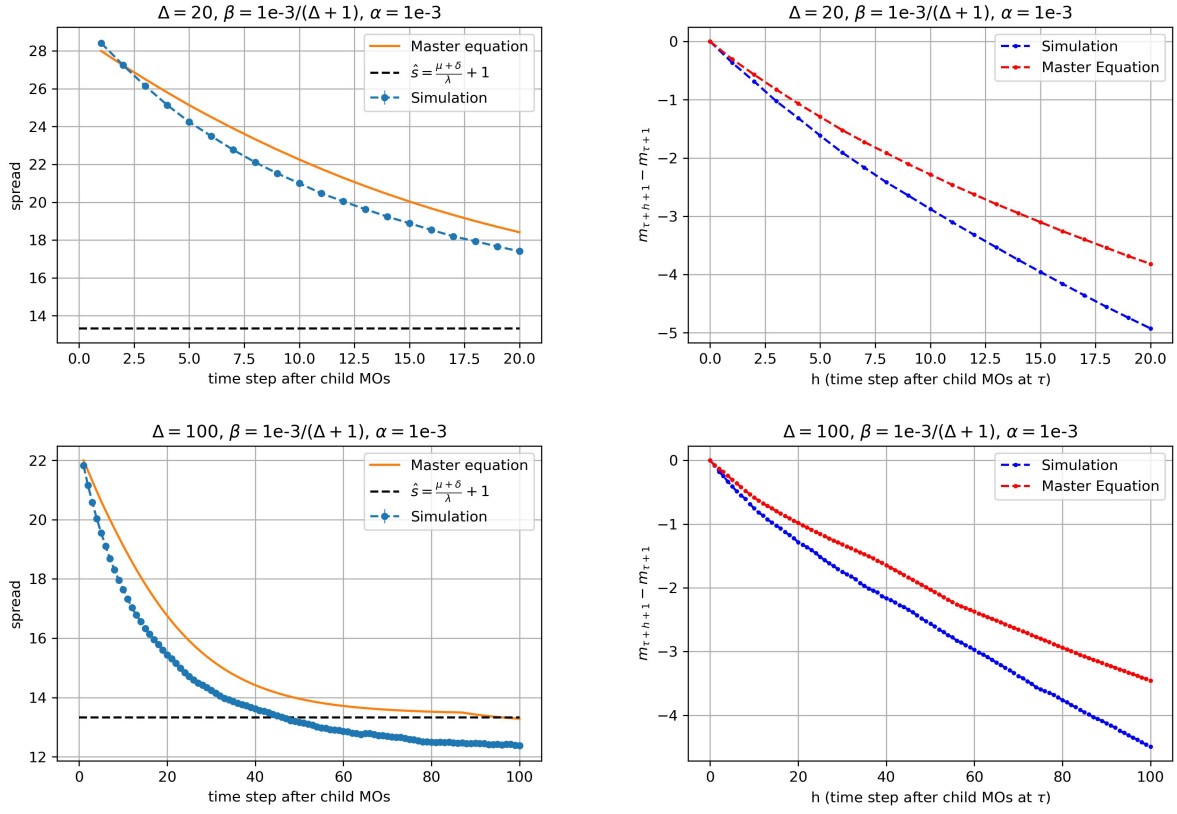 Δ = 20, β = 1e-3/(Δ + 1), α = 1e-3
28
26
24
22
20
18
16
14
spread
Master equation
ŝ = (μ+δ)/λ + 1
Simulation
0.0 2.5 5.0 7.5 10.0 12.5 15.0 17.5 20.0
time step after child MOs
Δ = 20, β = 1e-3/(Δ + 1), α = 1e-3
0
−1
−2
−3
−4
−5
m_{τ+h+1} − m_{τ+1}
Simulation
Master Equation
0.0 2.5 5.0 7.5 10.0 12.5 15.0 17.5 20.0
h (time step after child MOs at τ)
Δ = 100, β = 1e-3/(Δ + 1), α = 1e-3
22
20
18
16
14
12
spread
Master equation
ŝ = (μ+δ)/λ + 1
Simulation
0 20 40 60 80 100
time step after child MOs
Δ = 100, β = 1e-3/(Δ + 1), α = 1e-3
0
−1
−2
−3
−4
m_{τ+h+1} − m_{τ+1}
Simulation
Master Equation
0 20 40 60 80 100
h (time step after child MOs at τ)